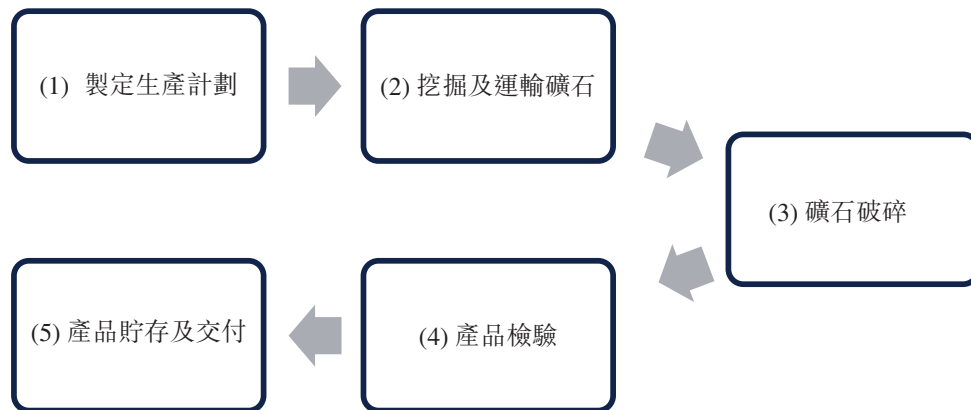 (1) 製定生產計劃
(2) 挖掘及運輸礦石
(3) 礦石破碎
(4) 產品檢驗
(5) 產品貯存及交付